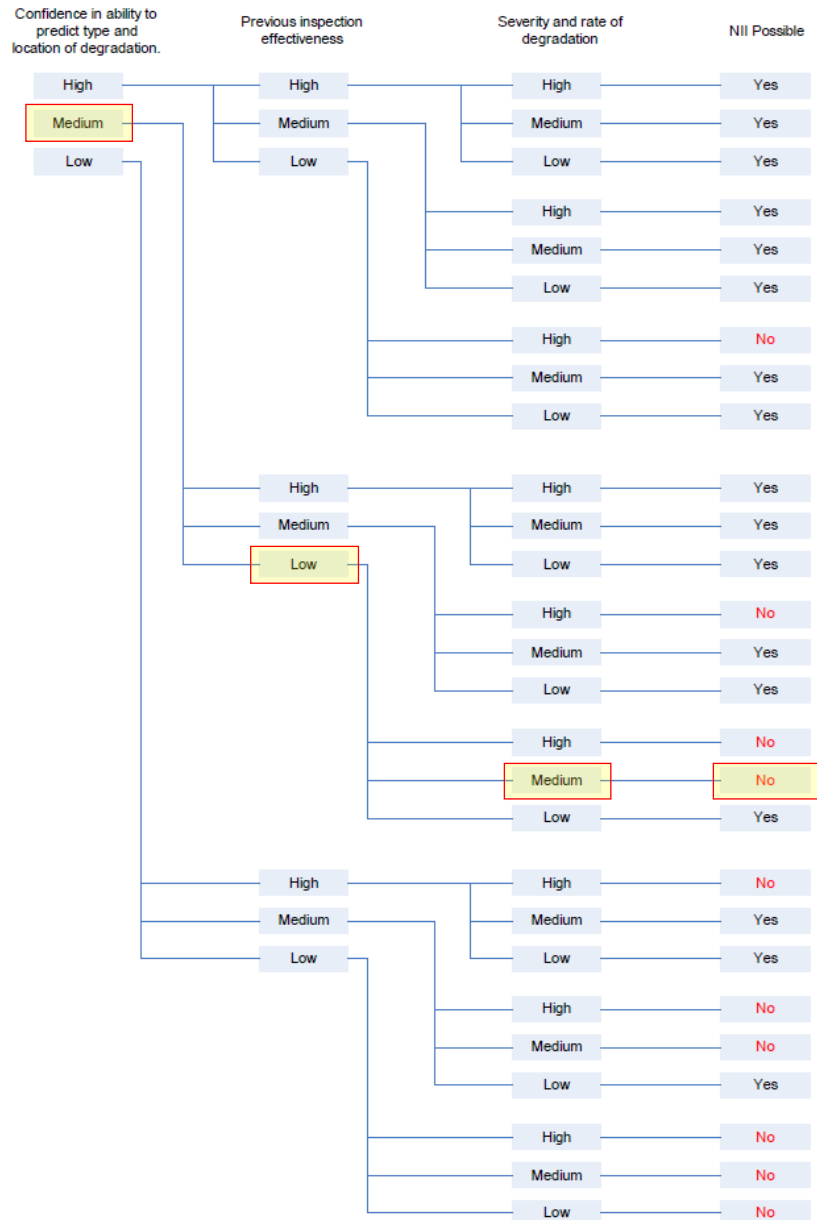 Confidence in ability to
predict type and
location of degradation.
Previous inspection
effectiveness
Severity and rate of
degradation
NII Possible
High High High Yes
Medium Medium Medium Yes
Low Low Low Yes
High Yes
Medium Yes
Low Yes
High No
Medium Yes
Low Yes
High High Yes
Medium Medium Yes
Low Low Yes
High No
Medium Yes
Low Yes
High No
Medium No
Low Yes
High High No
Medium Medium Yes
Low Low Yes
High No
Medium No
Low Yes
High No
Medium No
Low No